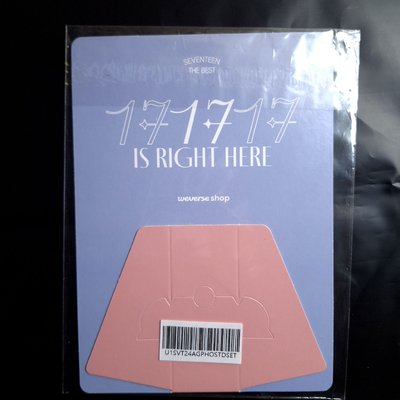 SEVENTEEN
THE BEST
17 17 17
IS RIGHT HERE
weverse shop
U1SVT24AGPHOSTDSET